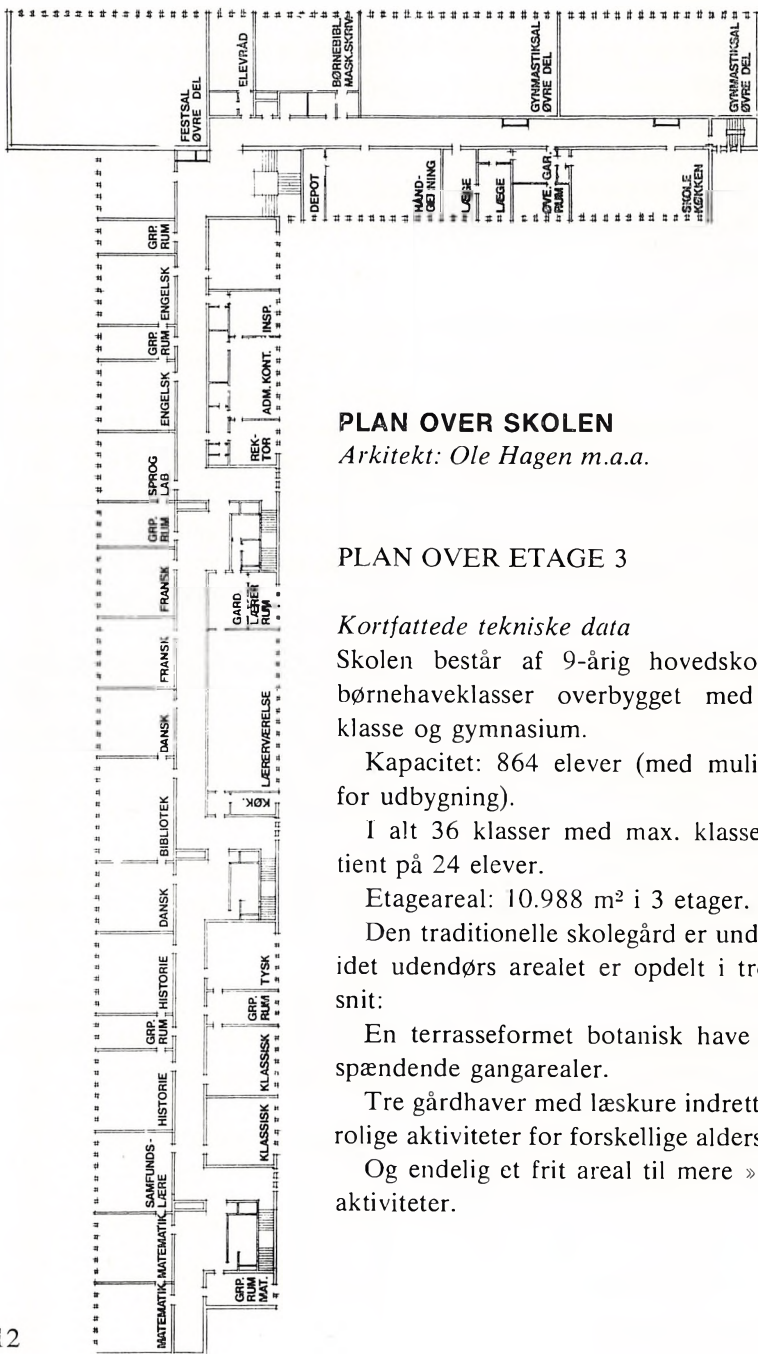 FESTSAL
ØVRE DEL
ELEVRÅD
BØRNEBIBL.
MASK.SKRIV.
GYMNASTIKSAL
ØVRE DEL
GYMNASTIKSAL
ØVRE DEL
DEPOT
HÅND-
LÆGE
LÆGE
ØVE-
RUM
GAR.
SKOLE
KØKKEN
GRP.
RUM
ENGELSK
GRP.
RUM
ENGELSK
SPROG
LAB
GRP.
RUM
FRANSK
FRANSK
DANSK
BIBLIOTEK
DANSK
HISTORIE
GRP.
RUM
HISTORIE
SAMFUNDS-
LÆRE
MATEMATIK
MATEMATIK
INSP.
ADM. KONT.
REK-
TOR
GARD
LÆRER
RUM
LÆRERVÆRELSE
KØK.
TYSK
GRP.
RUM
KLASSISK
KLASSISK
GRP.
RUM
MAT.
PLAN OVER SKOLEN
Arkitekt: Ole Hagen m.a.a.
PLAN OVER ETAGE 3
Kortfattede tekniske data
Skolen består af 9-årig hovedsko
børnehaveklasser overbygget med
klasse og gymnasium.
Kapacitet: 864 elever (med muli
for udbygning).
I alt 36 klasser med max. klasse
tient på 24 elever.
Etageareal: 10.988 m² i 3 etager.
Den traditionelle skolegård er und
idet udendørs arealet er opdelt i tr
snit:
En terrasseformet botanisk have
spændende gangarealer.
Tre gårdhaver med læskure indrett
rolige aktiviteter for forskellige alders
Og endelig et frit areal til mere »
aktiviteter.
12